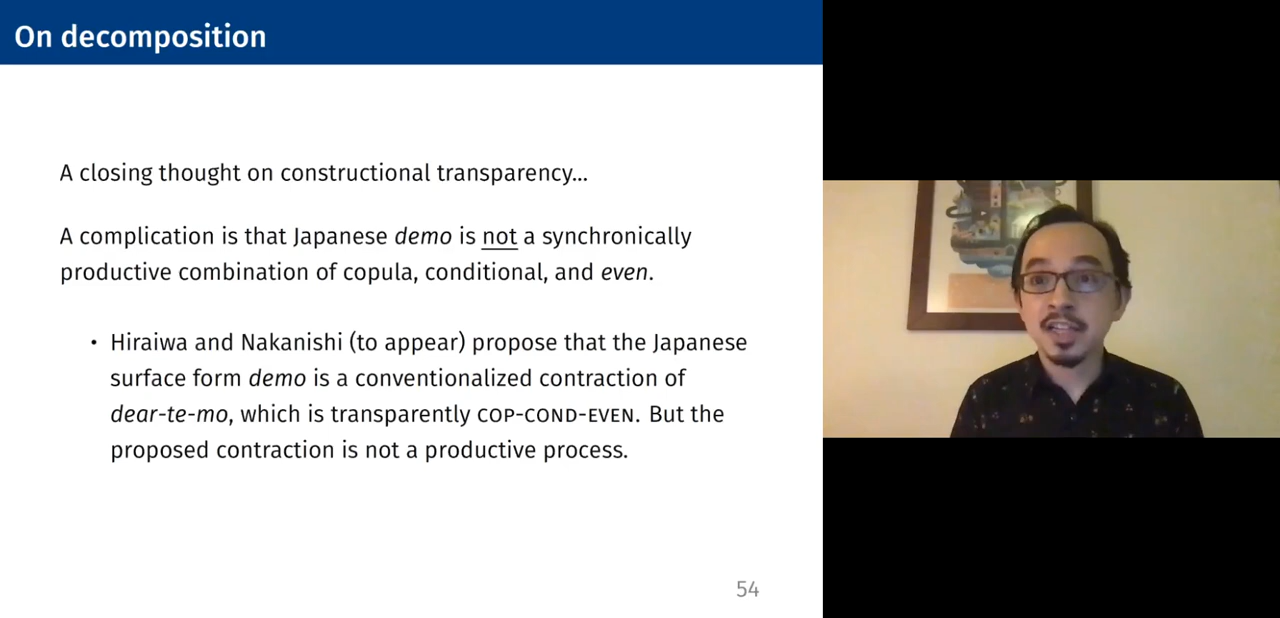 On decomposition
A closing thought on constructional transparency…
A complication is that Japanese demo is not a synchronically
productive combination of copula, conditional, and even.
• Hiraiwa and Nakanishi (to appear) propose that the Japanese
surface form demo is a conventionalized contraction of
dear-te-mo, which is transparently COP-COND-EVEN. But the
proposed contraction is not a productive process.
54